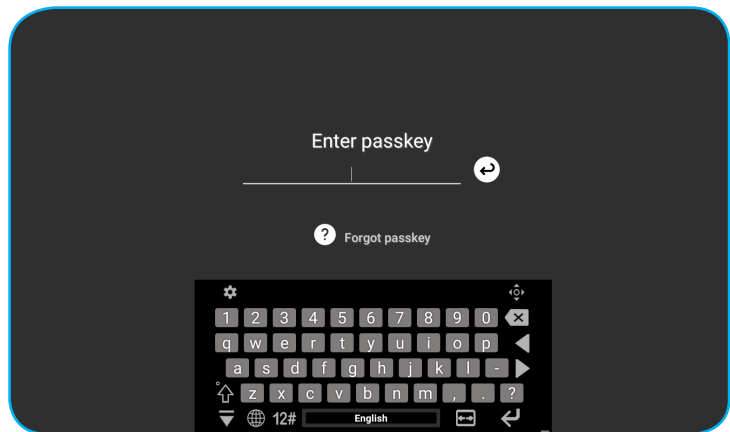 Enter passkey
? Forgot passkey
1 2 3 4 5 6 7 8 9 0
q w e r t y u i o p
a s d f g h j k l -
z x c v b n m , . ?
12# English